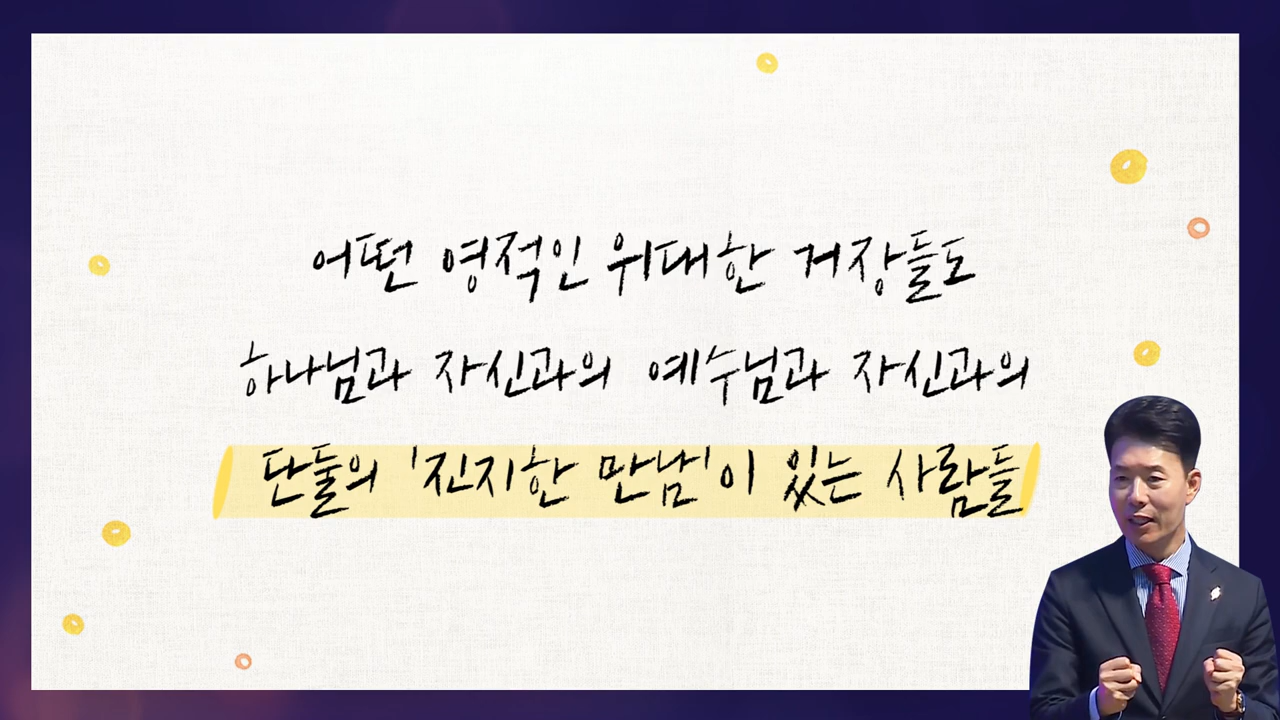 어떤 영적인 위대한 거장들도
하나님과 자신과의 예수님과 자신과의
단둘의 '진지한 만남'이 있는 사람들